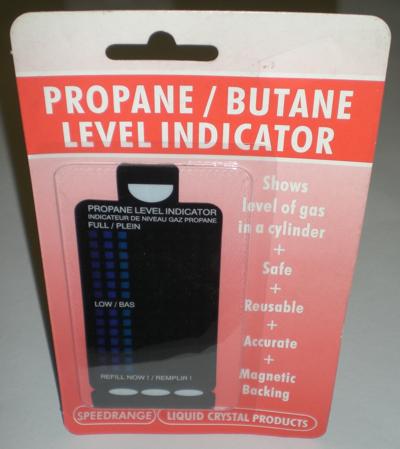 PROPANE / BUTANE
LEVEL INDICATOR
PROPANE LEVEL INDICATOR
INDICATEUR DE NIVEAU GAZ PROPANE
FULL / PLEIN
LOW / BAS
REFILL NOW ! / REMPLIR !
Shows
level of gas
in a cylinder
+
Safe
+
Reusable
+
Accurate
+
Magnetic
Backing
SPEEDRANGE LIQUID CRYSTAL PRODUCTS